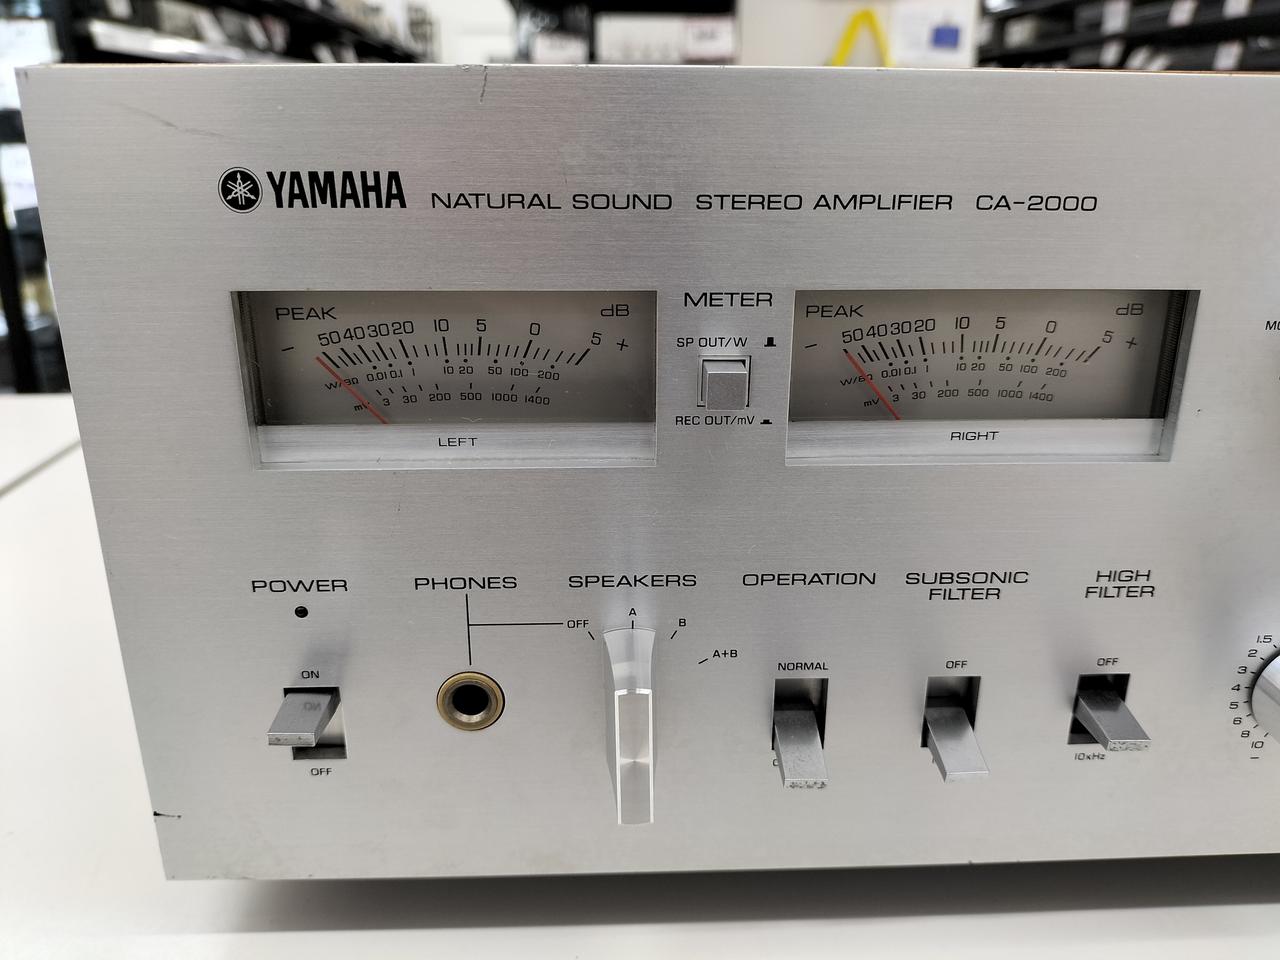 YAMAHA NATURAL SOUND STEREO AMPLIFIER CA-2000
PEAK dB
50 40 30 20 10 5 0 5
− +
W/8Ω 0.01 0.1 1 10 20 50 100 200
mV 3 30 200 500 1000 1400
LEFT
METER
SP OUT/W
REC OUT/mV
PEAK dB
50 40 30 20 10 5 0 5
− +
W/8Ω 0.01 0.1 1 10 20 50 100 200
mV 3 30 200 500 1000 1400
RIGHT
POWER
ON
OFF
PHONES
SPEAKERS
OFF
A
B
A+B
OPERATION
NORMAL
SUBSONIC
FILTER
OFF
HIGH
FILTER
OFF
10kHz
1.5
2
3
4
5
6
8
10